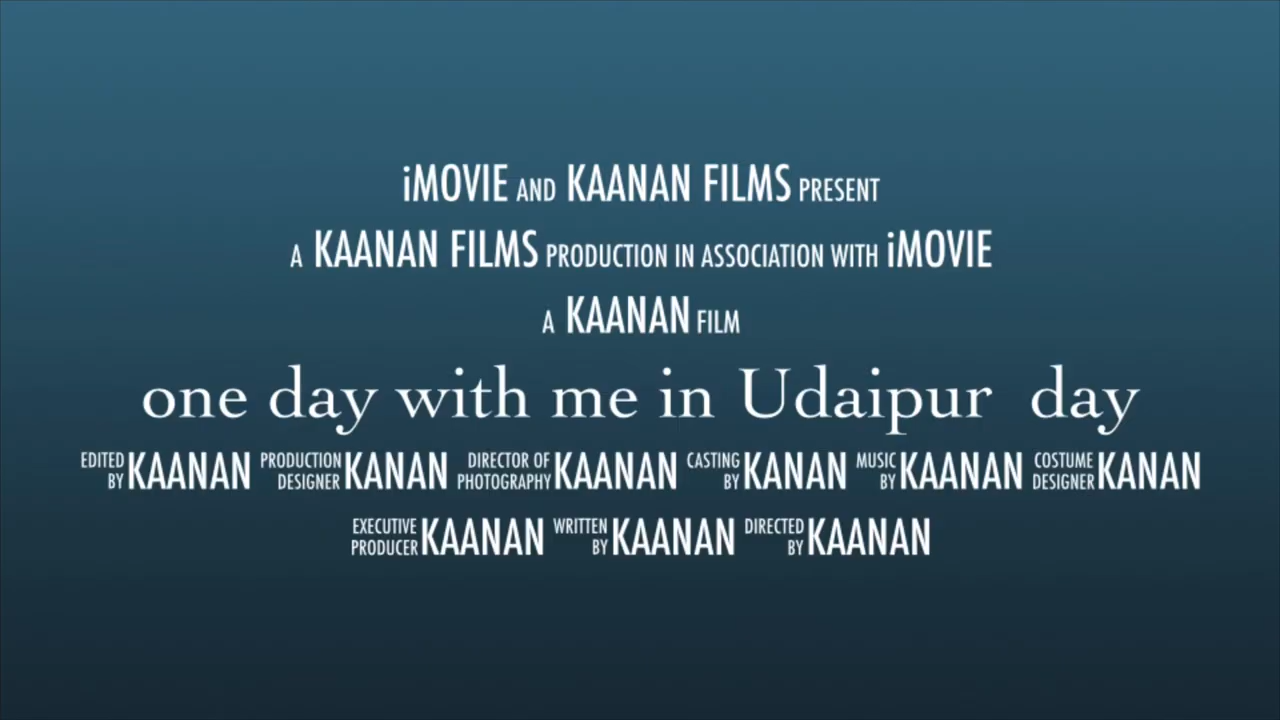 iMOVIE AND KAANAN FILMS PRESENT
A KAANAN FILMS PRODUCTION IN ASSOCIATION WITH iMOVIE
A KAANAN FILM
one day with me in Udaipur day
EDITED BY KAANAN PRODUCTION DESIGNER KANAN DIRECTOR OF PHOTOGRAPHY KAANAN CASTING BY KANAN MUSIC BY KAANAN COSTUME DESIGNER KANAN
EXECUTIVE PRODUCER KAANAN WRITTEN BY KAANAN DIRECTED BY KAANAN